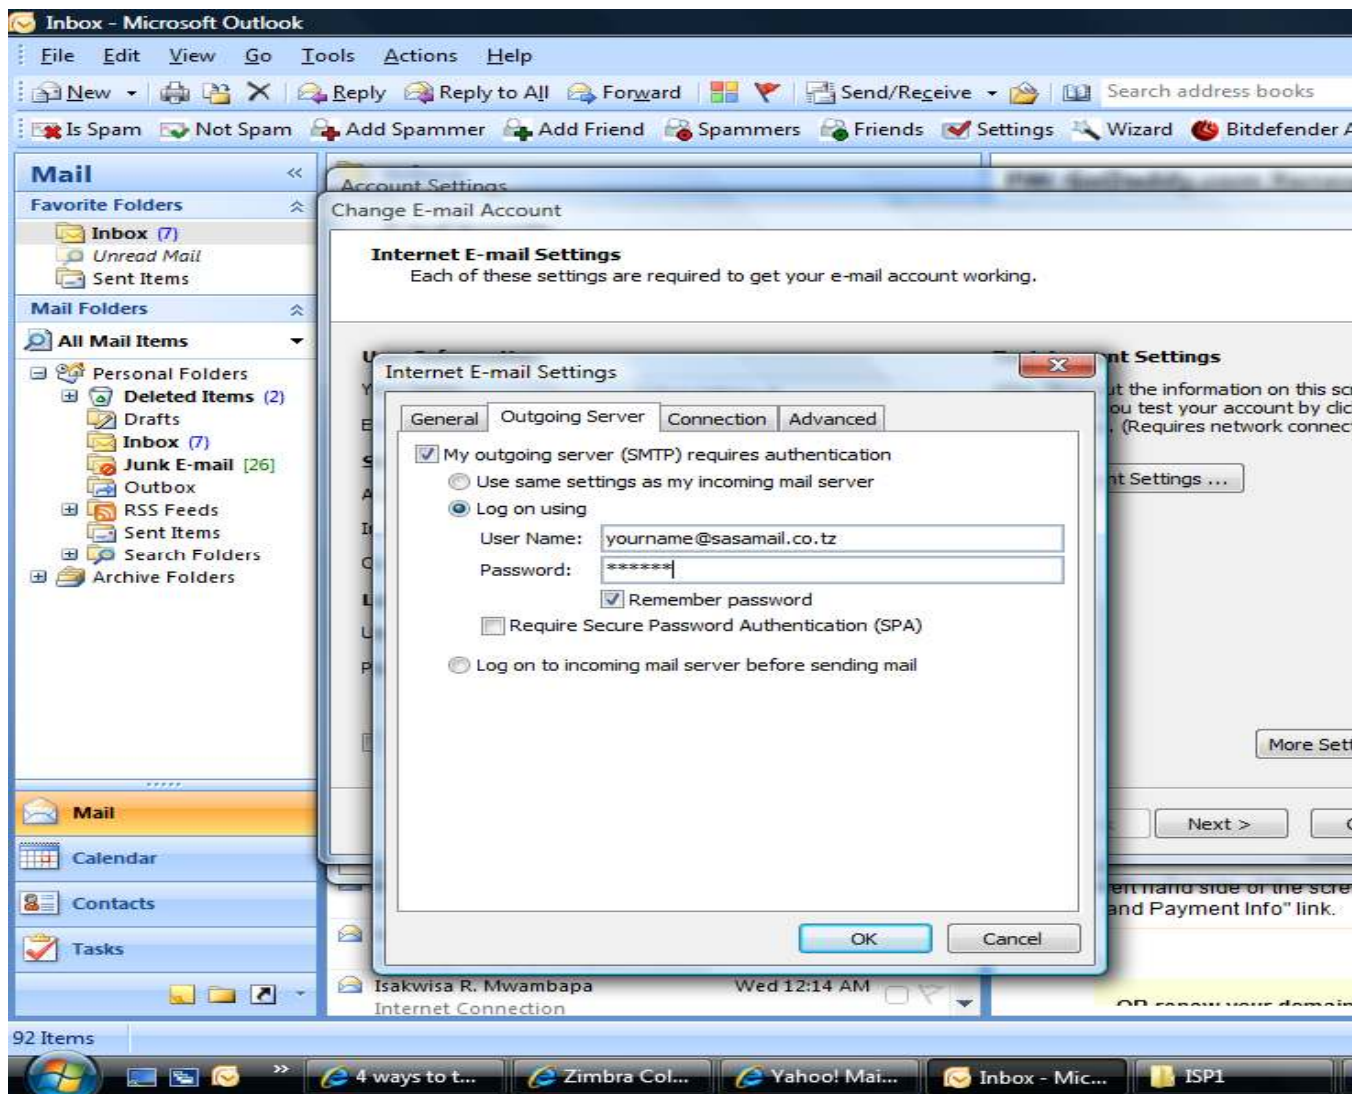 Inbox - Microsoft Outlook
File Edit View Go Tools Actions Help
New Reply Reply to All Forward Send/Receive Search address books
Is Spam Not Spam Add Spammer Add Friend Spammers Friends Settings Wizard Bitdefender
Mail «
Favorite Folders
Inbox (7)
Unread Mail
Sent Items
Mail Folders
All Mail Items
Personal Folders
Deleted Items (2)
Drafts
Inbox (7)
Junk E-mail [26]
Outbox
RSS Feeds
Sent Items
Search Folders
Archive Folders
Mail
Calendar
Contacts
Tasks
Account Settings
Change E-mail Account
Internet E-mail Settings
Each of these settings are required to get your e-mail account working.
nt Settings
ut the information on this scr
ou test your account by clic
. (Requires network connect
nt Settings ...
More Sett
Next >
Internet E-mail Settings
General Outgoing Server Connection Advanced
My outgoing server (SMTP) requires authentication
Use same settings as my incoming mail server
Log on using
User Name: yourname@sasamail.co.tz
Password: ******
Remember password
Require Secure Password Authentication (SPA)
Log on to incoming mail server before sending mail
OK Cancel
and Payment Info" link.
Isakwisa R. Mwambapa Wed 12:14 AM
Internet Connection
92 Items
» 4 ways to t... Zimbra Col... Yahoo! Mai... Inbox - Mic... ISP1